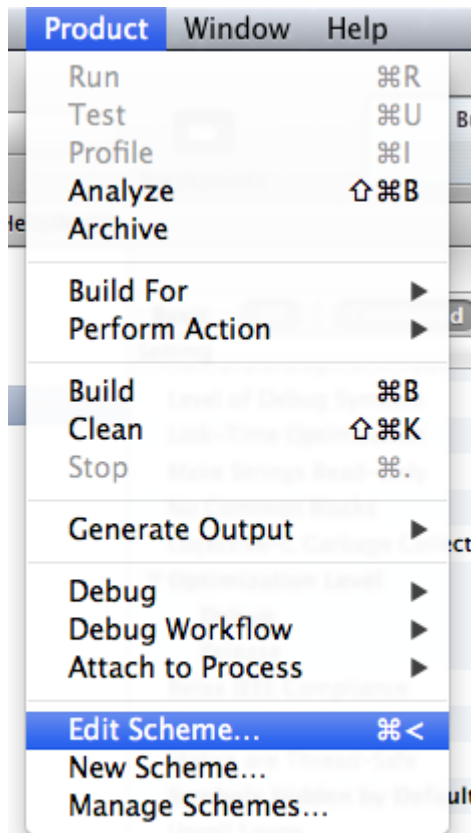 Product Window Help
Run ⌘R
Test ⌘U
Profile ⌘I
Analyze ⇧⌘B
Archive
Build For ▶
Perform Action ▶
Build ⌘B
Clean ⇧⌘K
Stop ⌘.
Generate Output ▶
Debug ▶
Debug Workflow ▶
Attach to Process ▶
Edit Scheme... ⌘<
New Scheme...
Manage Schemes...